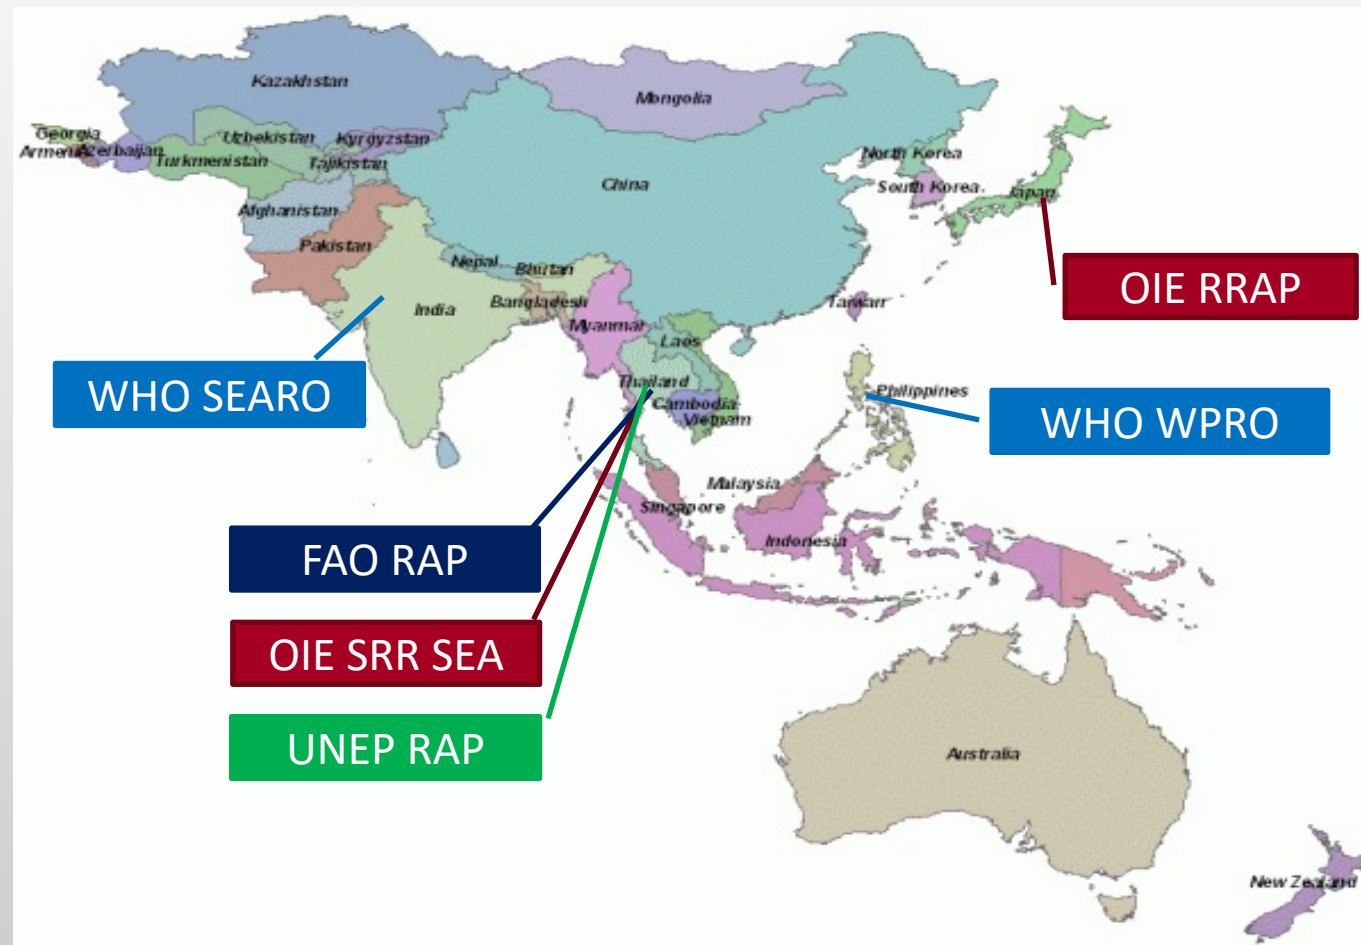 Kazakhstan
Mongolia
Georgia
Uzbekistan
Kyrgyzstan
Armenia
Azerbaijan
Turkmenistan
Tajikistan
North Korea
China
South Korea
Japan
Afghanistan
Pakistan
Nepal
Bhutan
OIE RRAP
India
Bangladesh
Taiwan
Myanmar
Laos
WHO SEARO
Thailand
Philippines
Cambodia
Vietnam
WHO WPRO
Malaysia
Singapore
Indonesia
FAO RAP
OIE SRR SEA
UNEP RAP
Australia
New Zealand